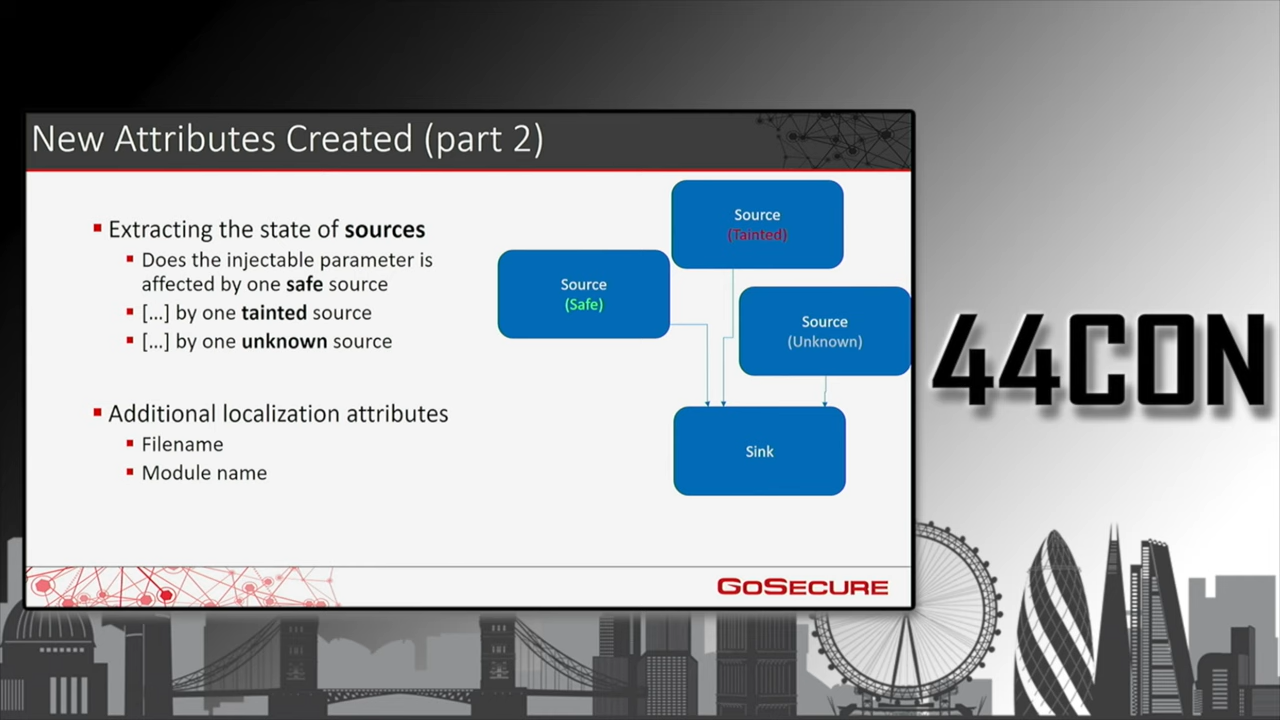 New Attributes Created (part 2)
▪ Extracting the state of sources
▪ Does the injectable parameter is
affected by one safe source
▪ [...] by one tainted source
▪ [...] by one unknown source
▪ Additional localization attributes
▪ Filename
▪ Module name
Source
(Tainted)
Source
(Safe)
Source
(Unknown)
Sink
GOSECURE
44CON